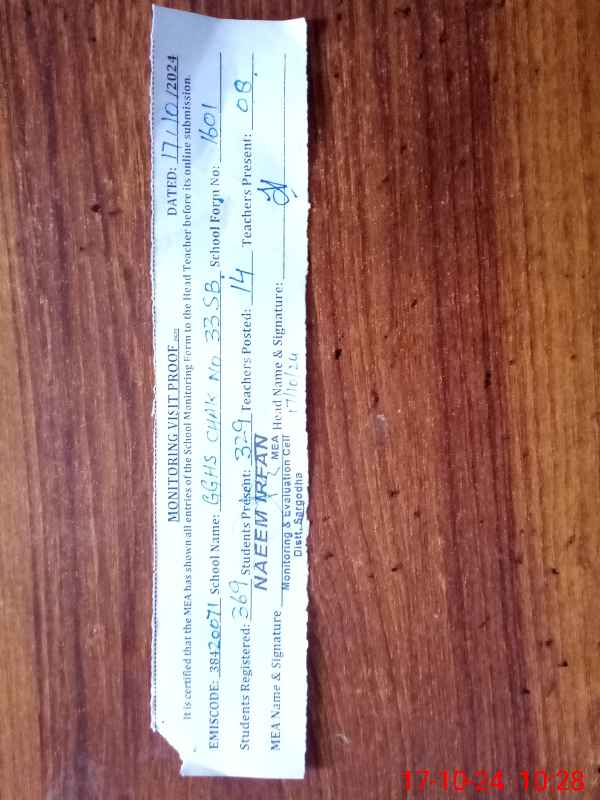 MONITORING VISIT PROOF
DATED: 17/10/2024
It is certified that the MEA has shown all entries of the School Monitoring Form to the Head Teacher before its online submission.
EMISCODE: 38420071 School Name: GGHS CHAK No 33 SB. School Form No: 1601
Students Registered: 369 Students Present: 329 Teachers Posted: 14 Teachers Present: 08.
NAEEM IRFAN
MEA Name & Signature MEA Head Name & Signature:
Monitoring & Evaluation Cell 17/10/24
Distt. Sargodha
17-10-24 10:28